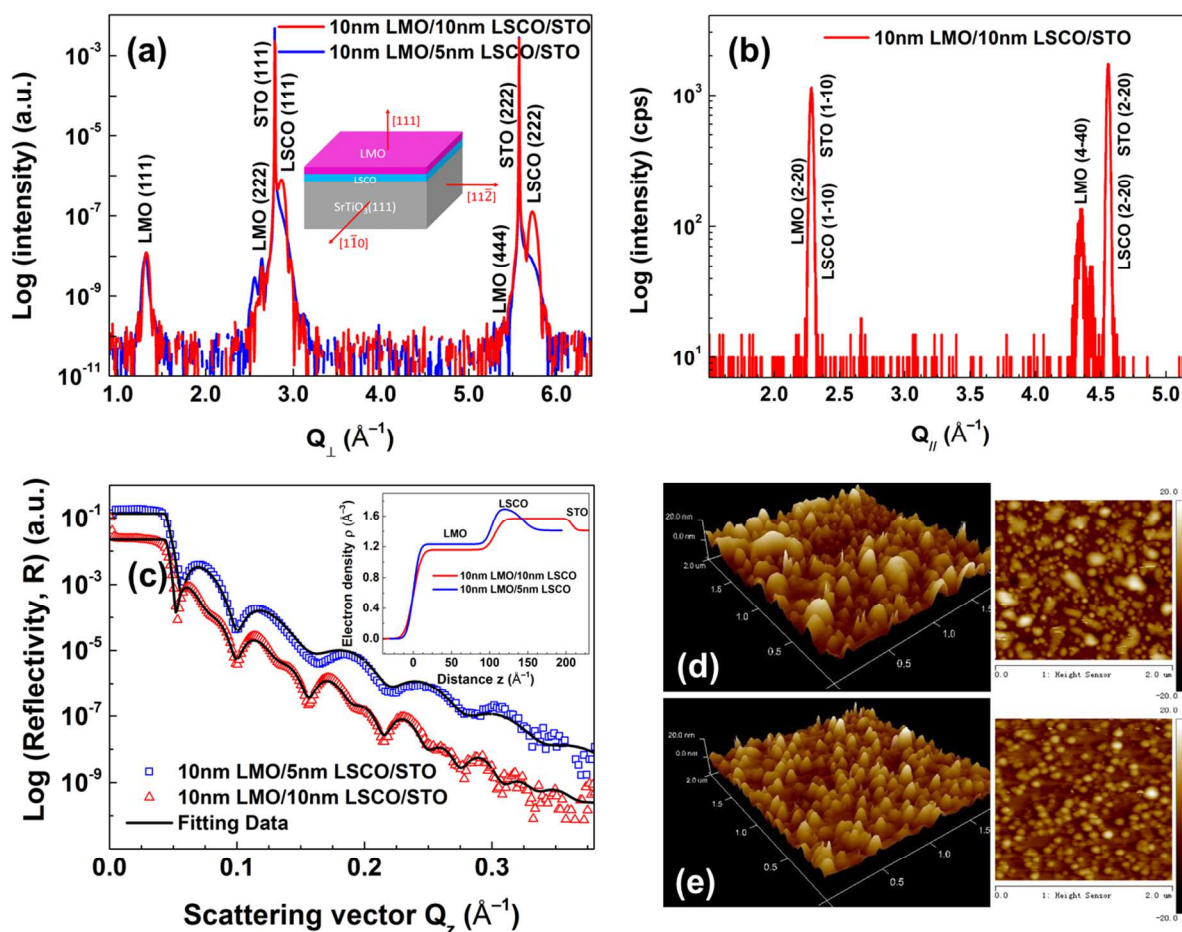 (a)
10nm LMO/10nm LSCO/STO
10nm LMO/5nm LSCO/STO
Log (intensity) (a.u.)
10⁻³
10⁻⁵
10⁻⁷
10⁻⁹
10⁻¹¹
LMO (111)
LMO (222)
STO (111)
LSCO (111)
LMO (444)
STO (222)
LSCO (222)
[111]
LMO
LSCO
SrTiO₃(111)
[112̅]
[11̅0]
1.0 2.0 3.0 4.0 5.0 6.0
Q⊥ (Å⁻¹)
(b)
10nm LMO/10nm LSCO/STO
Log (intensity) (cps)
10³
10²
10¹
LMO (2-20)
LSCO (1-10)
STO (1-10)
LMO (4-40)
LSCO (2-20)
STO (2-20)
2.0 2.5 3.0 3.5 4.0 4.5 5.0
Q// (Å⁻¹)
(c)
Log (Reflectivity, R) (a.u.)
10⁻¹
10⁻³
10⁻⁵
10⁻⁷
10⁻⁹
10nm LMO/5nm LSCO/STO
10nm LMO/10nm LSCO/STO
Fitting Data
0.0 0.1 0.2 0.3
Scattering vector Q_z (Å⁻¹)
Electron density ρ (Å⁻³)
1.6
1.2
0.8
0.4
0.0
LMO
LSCO
STO
10nm LMO/10nm LSCO
10nm LMO/5nm LSCO
0 50 100 150 200
Distance z (Å⁻¹)
(d)
20.0 nm
0.0 nm
2.0 um
1.5
1.0
0.5
0.5
1.0
1.5
20.0
-20.0
0.0 1: Height Sensor 2.0 um
(e)
20.0 nm
0.0 nm
2.0 um
1.5
1.0
0.5
0.5
1.0
1.5
20.0
-20.0
0.0 1: Height Sensor 2.0 um